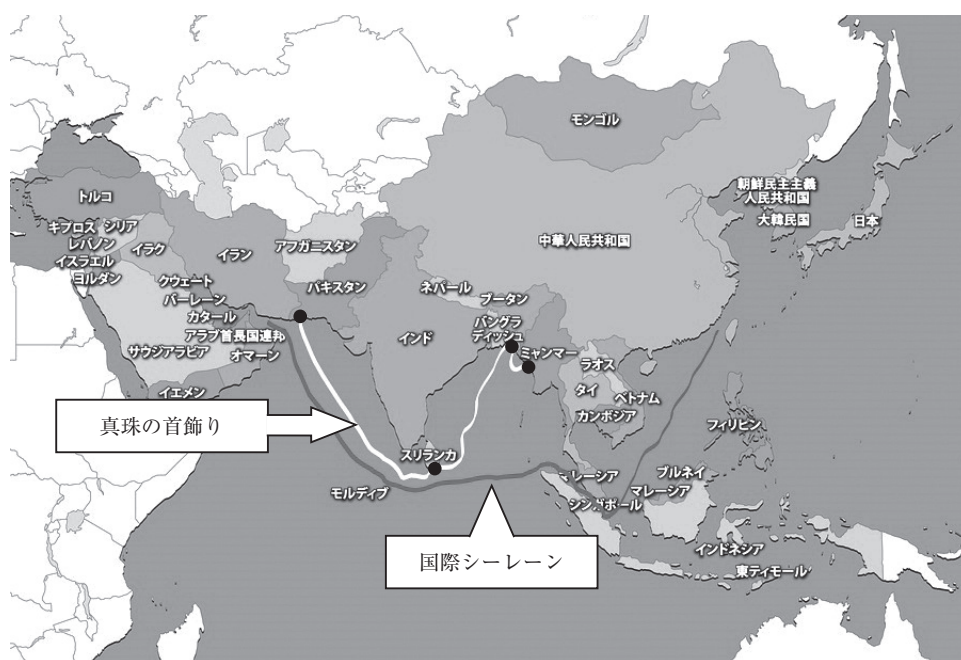 モンゴル
朝鮮民主主義
人民共和国
大韓民国
日本
トルコ
キプロス シリア
レバノン
イスラエル
ヨルダン
イラク
イラン
アフガニスタン
中華人民共和国
クウェート
バーレーン
カタール
パキスタン
ネパール
ブータン
バングラ
ディッシュ
ミャンマー
インド
アラブ首長国連邦
サウジアラビア
オマーン
イエメン
ラオス
タイ
ベトナム
カンボジア
フィリピン
真珠の首飾り
スリランカ
モルディブ
マレーシア
シンガポール
ブルネイ
マレーシア
インドネシア
東ティモール
国際シーレーン